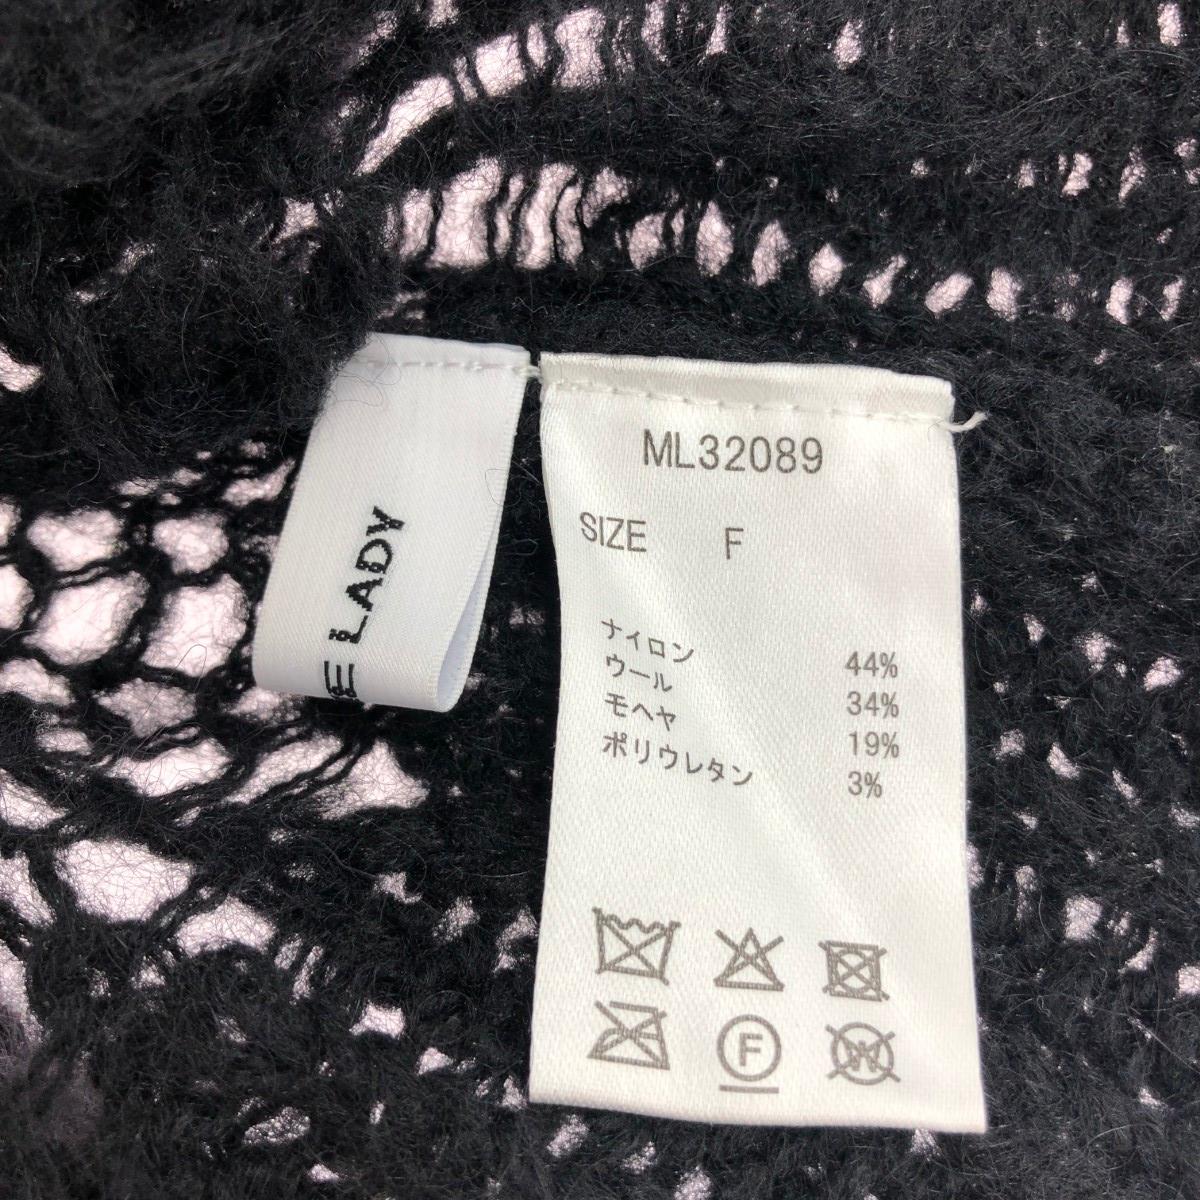 E LADY
ML32089
SIZE F
ナイロン 44%
ウール 34%
モヘヤ 19%
ポリウレタン 3%
F
W